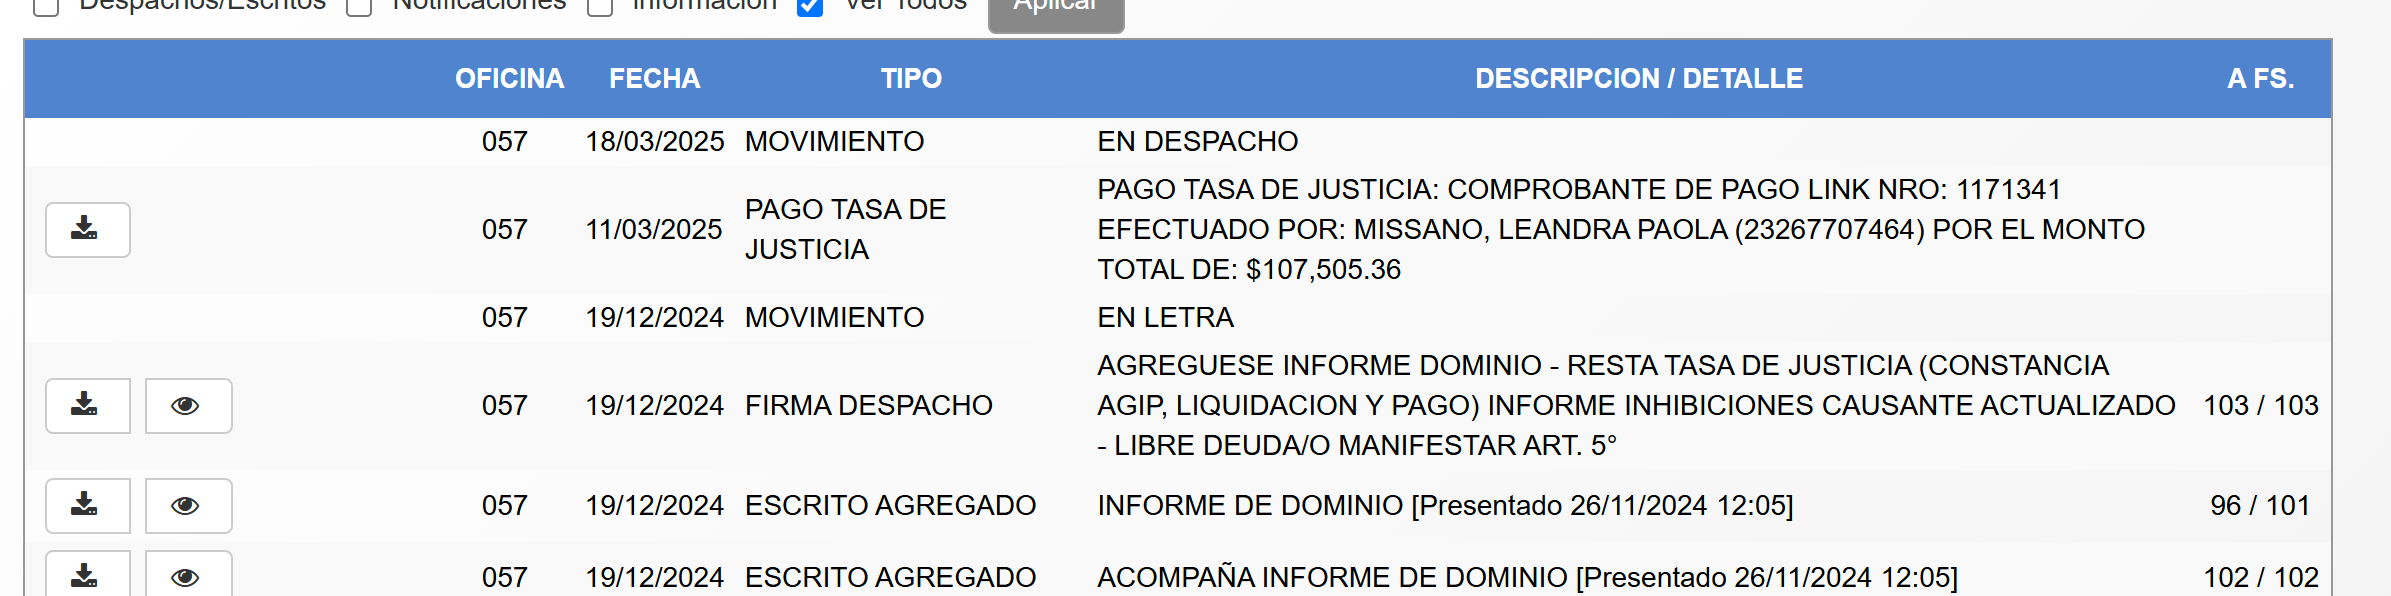 Despachos/Escritos Notificaciones Información Ver Todos Aplicar
OFICINA FECHA TIPO DESCRIPCION / DETALLE A FS.
057 18/03/2025 MOVIMIENTO EN DESPACHO
PAGO TASA DE JUSTICIA: COMPROBANTE DE PAGO LINK NRO: 1171341
PAGO TASA DE
057 11/03/2025 EFECTUADO POR: MISSANO, LEANDRA PAOLA (23267707464) POR EL MONTO
JUSTICIA
TOTAL DE: $107,505.36
057 19/12/2024 MOVIMIENTO EN LETRA
AGREGUESE INFORME DOMINIO - RESTA TASA DE JUSTICIA (CONSTANCIA
057 19/12/2024 FIRMA DESPACHO AGIP, LIQUIDACION Y PAGO) INFORME INHIBICIONES CAUSANTE ACTUALIZADO 103 / 103
- LIBRE DEUDA/O MANIFESTAR ART. 5°
057 19/12/2024 ESCRITO AGREGADO INFORME DE DOMINIO [Presentado 26/11/2024 12:05] 96 / 101
057 19/12/2024 ESCRITO AGREGADO ACOMPAÑA INFORME DE DOMINIO [Presentado 26/11/2024 12:05] 102 / 102